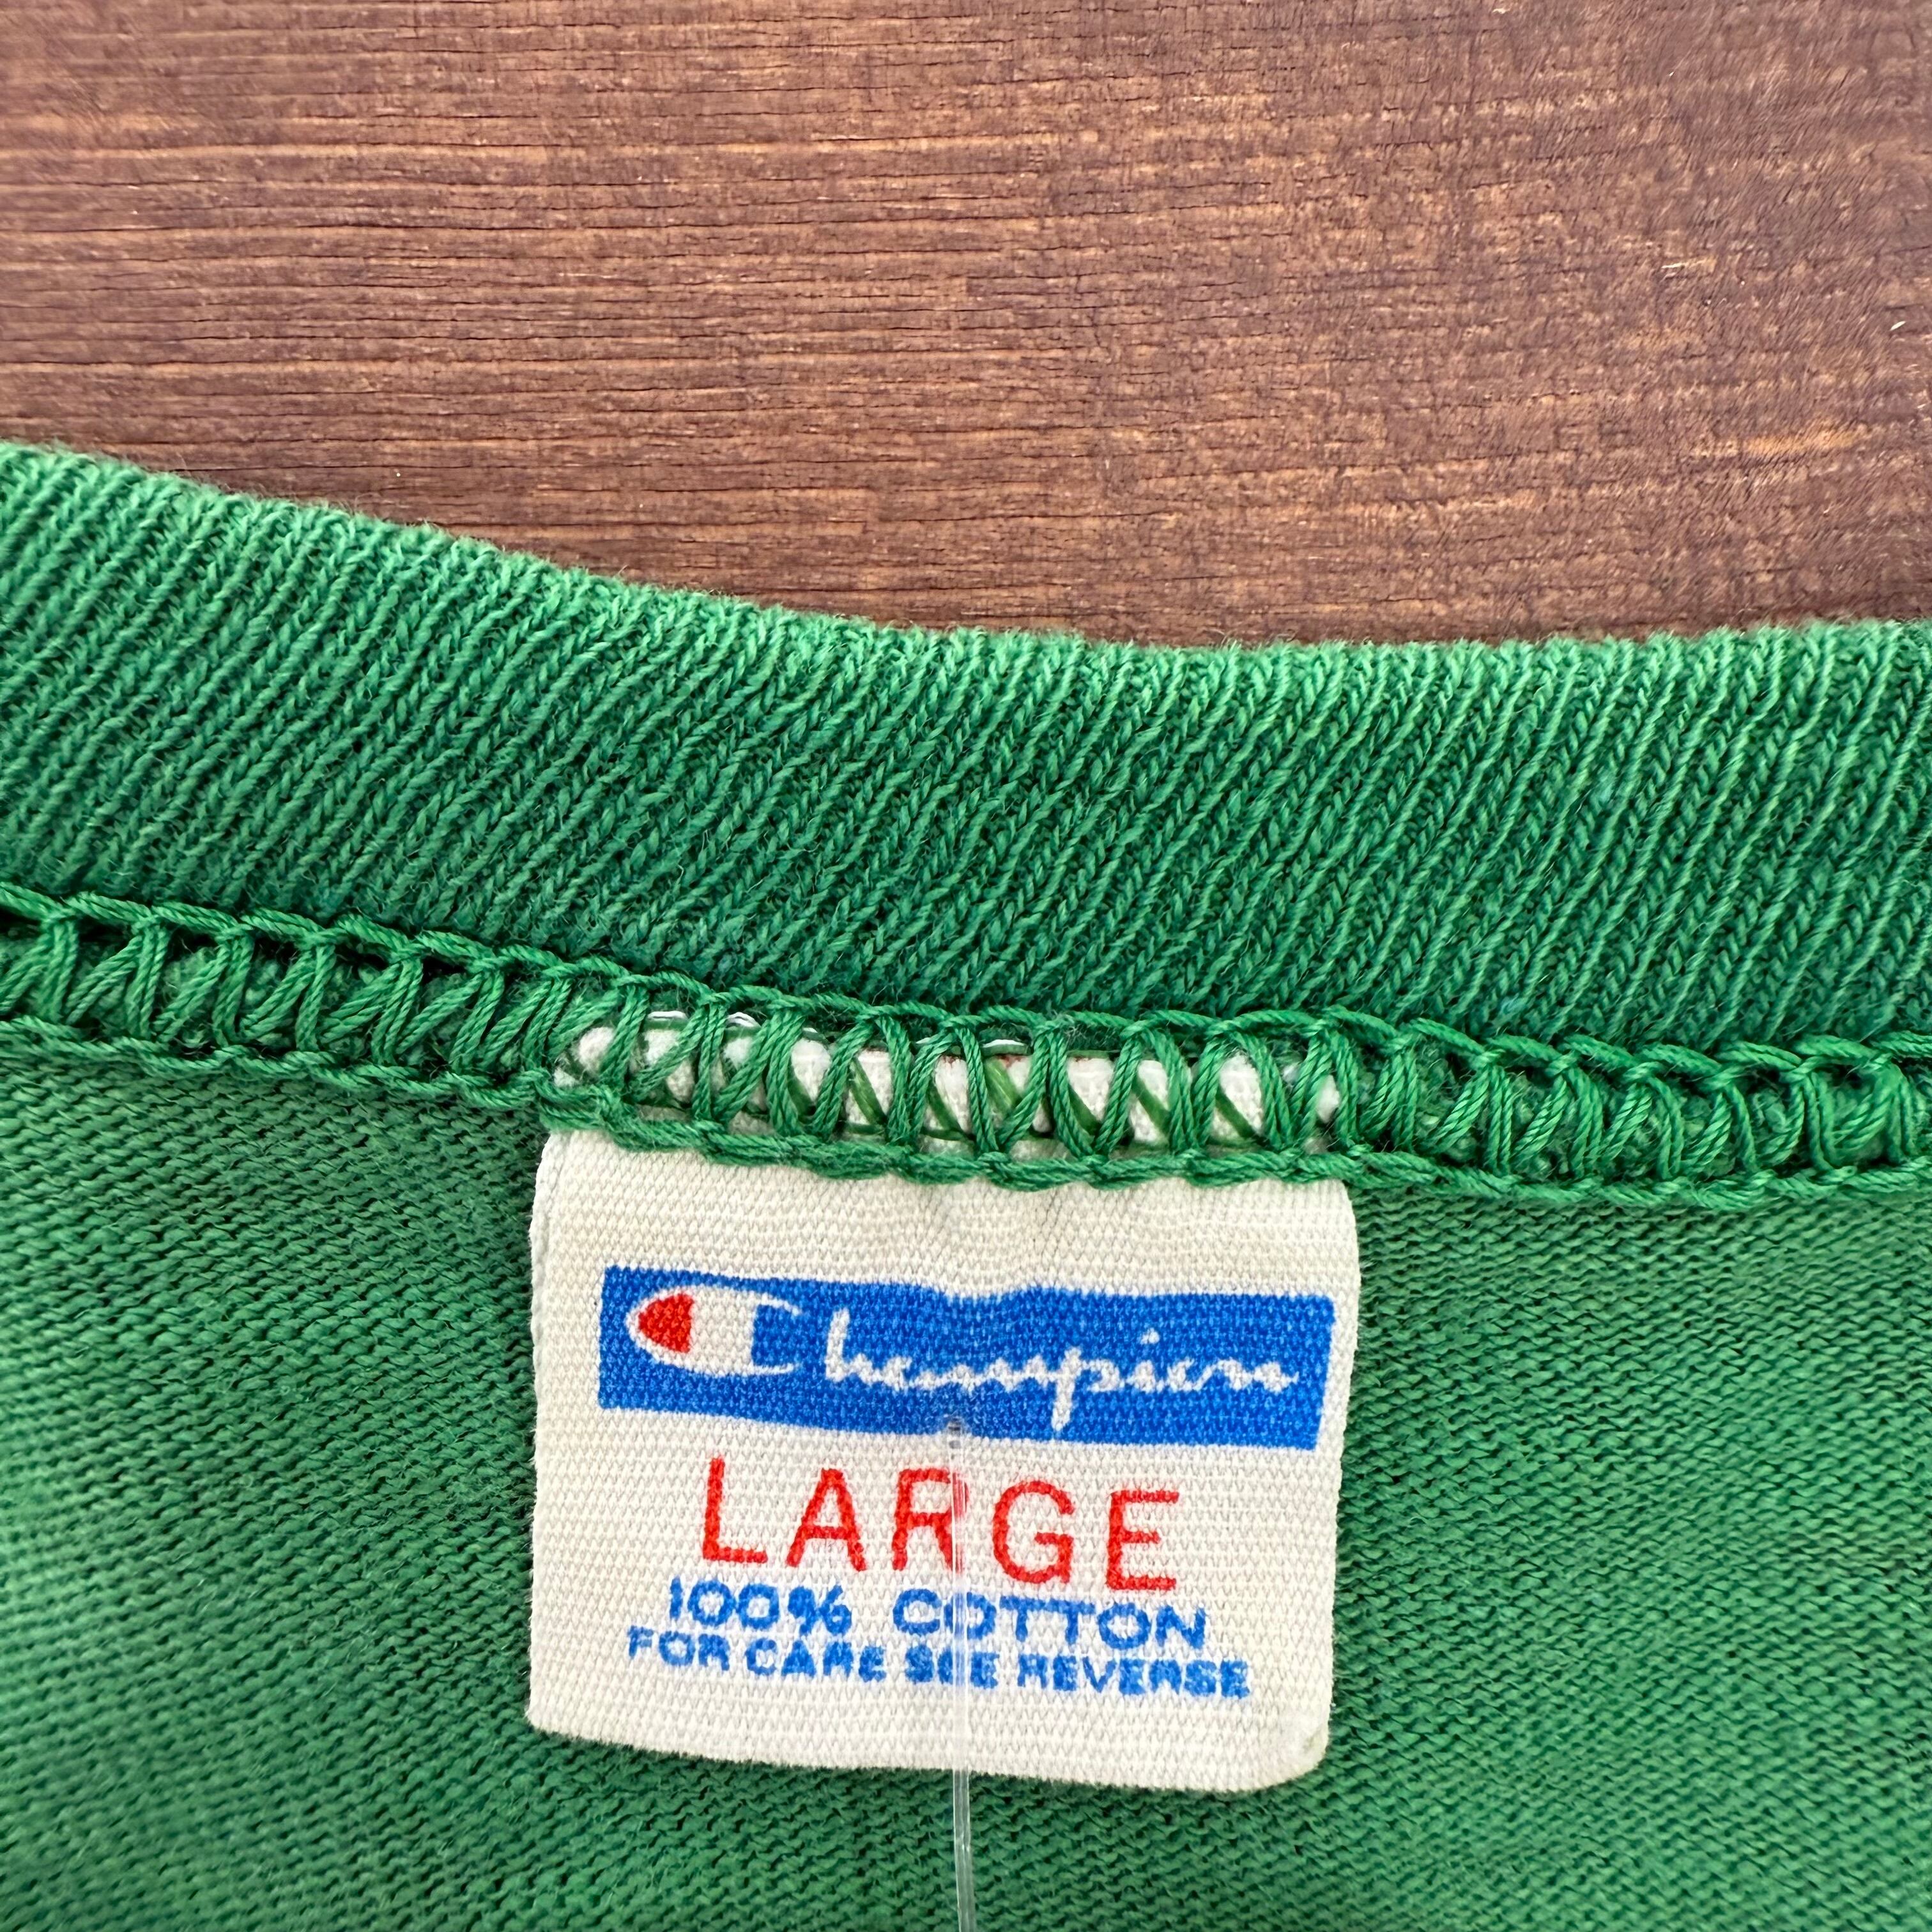 Champion
LARGE
100% COTTON
FOR CARE SEE REVERSE